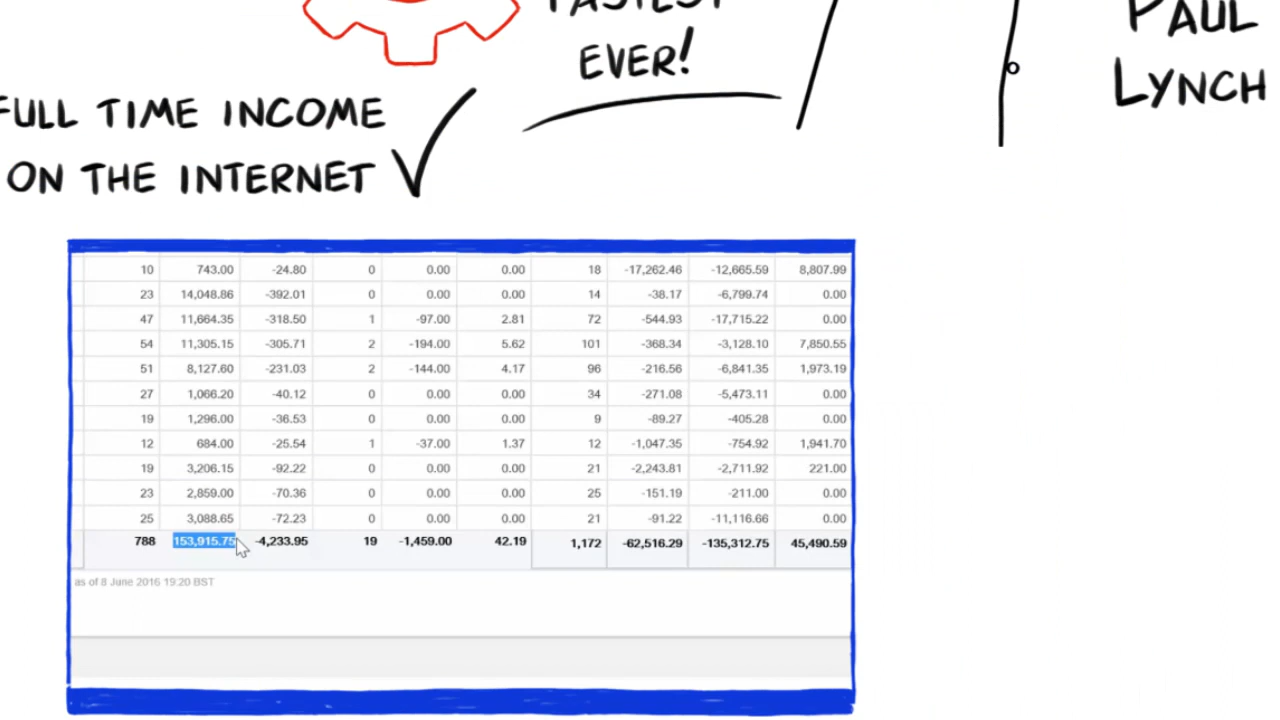 EVER!
PAUL
LYNCH
FULL TIME INCOME
ON THE INTERNET
10 743.00 -24.80 0 0.00 0.00 18 -17,262.46 -12,665.59 8,807.99
23 14,048.86 -392.01 0 0.00 0.00 14 -38.17 -6,799.74 0.00
47 11,664.35 -318.50 1 -97.00 2.81 72 -544.93 -17,715.22 0.00
54 11,305.15 -305.71 2 -194.00 5.62 101 -368.34 -3,128.10 7,850.55
51 8,127.60 -231.03 2 -144.00 4.17 96 -216.56 -6,841.35 1,973.19
27 1,066.20 -40.12 0 0.00 0.00 34 -271.08 -5,473.11 0.00
19 1,296.00 -36.53 0 0.00 0.00 9 -89.27 -405.28 0.00
12 684.00 -25.54 1 -37.00 1.37 12 -1,047.35 -754.92 1,941.70
19 3,206.15 -92.22 0 0.00 0.00 21 -2,243.81 -2,711.92 221.00
23 2,859.00 -70.36 0 0.00 0.00 25 -151.19 -211.00 0.00
25 3,088.65 -72.23 0 0.00 0.00 21 -91.22 -11,116.66 0.00
788 153,915.75 -4,233.95 19 -1,459.00 42.19 1,172 -62,516.29 -135,312.75 45,490.59
as of 8 June 2016 19:20 BST